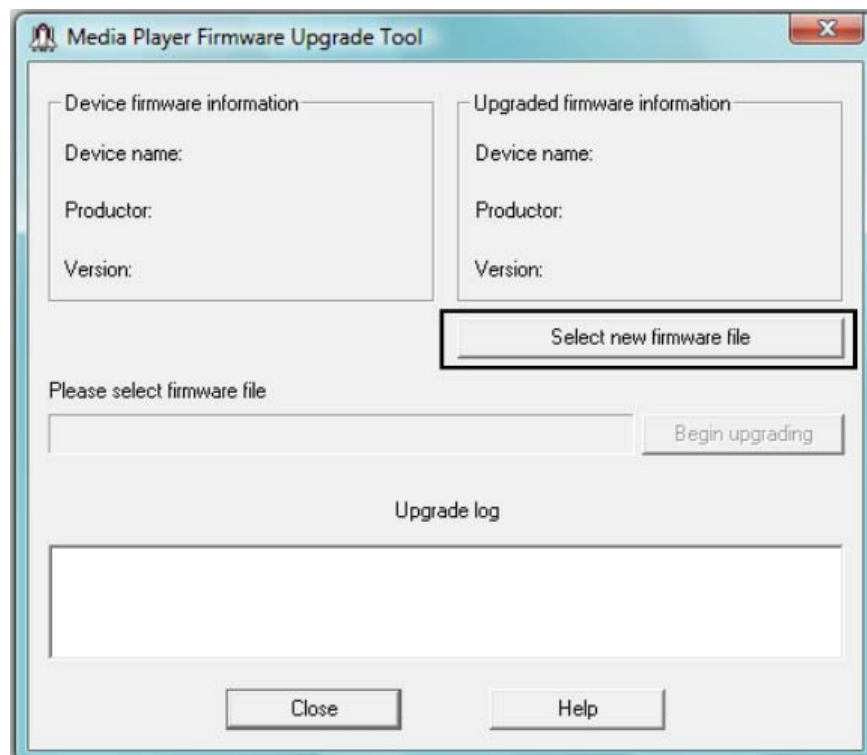 Media Player Firmware Upgrade Tool
Device firmware information
Device name:
Productor:
Version:
Upgraded firmware information
Device name:
Productor:
Version:
Select new firmware file
Please select firmware file
Begin upgrading
Upgrade log
Close
Help